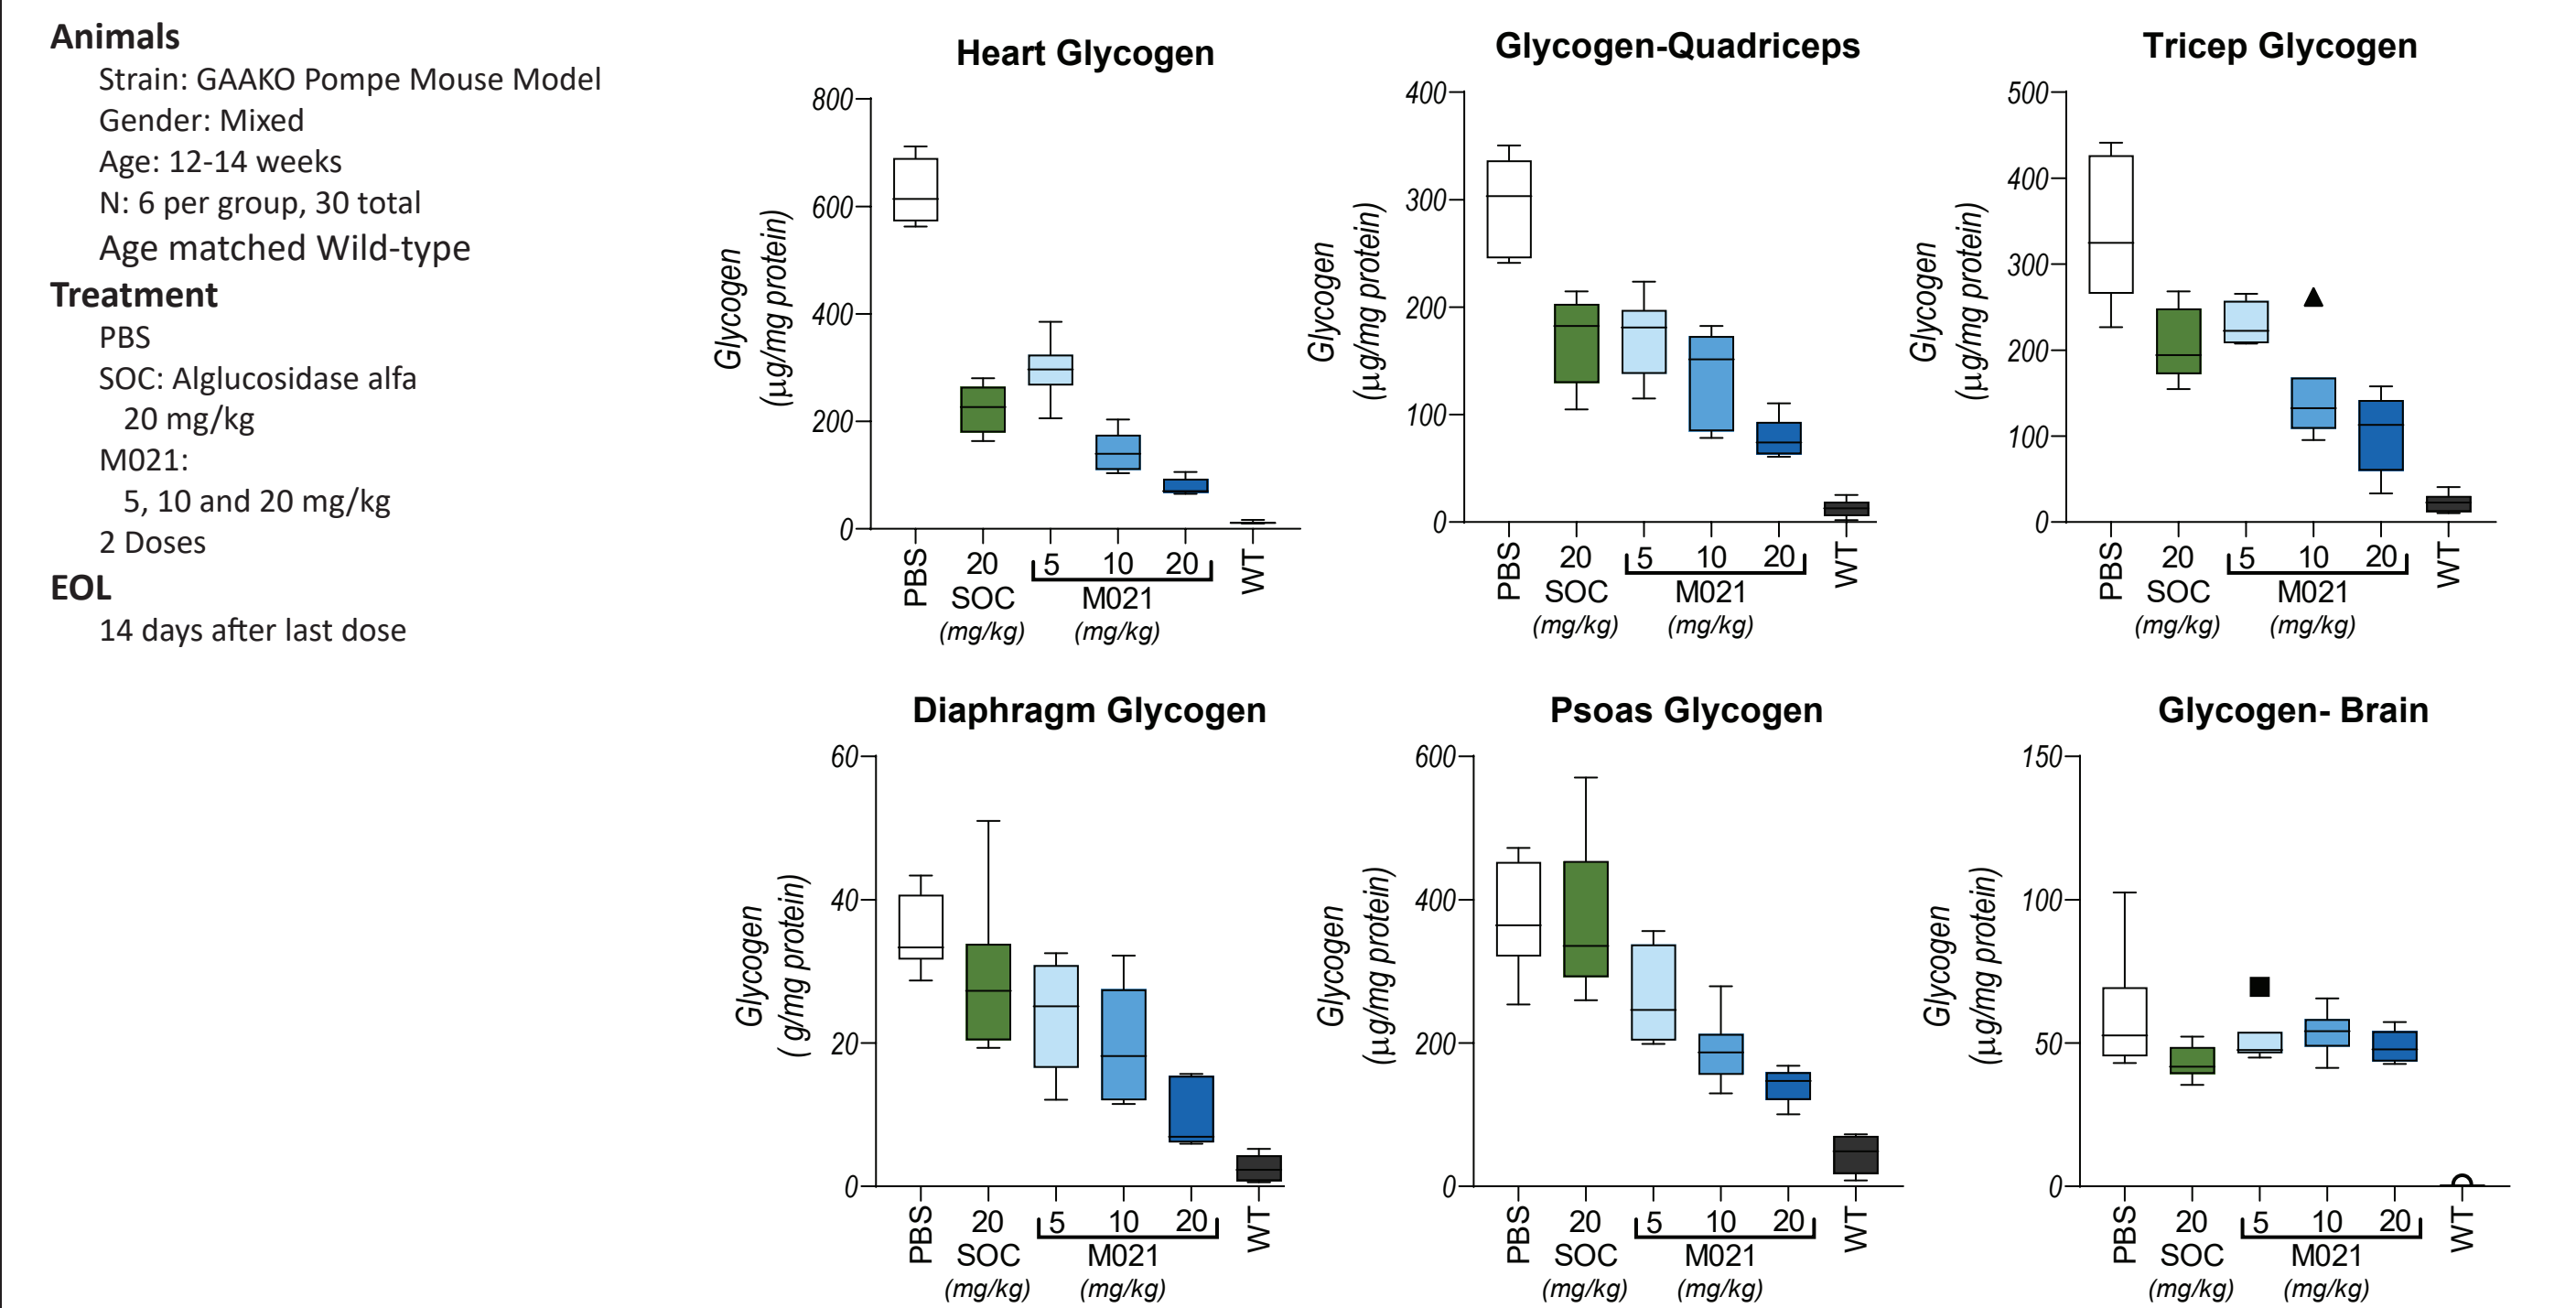 Animals
Strain: GAAKO Pompe Mouse Model
Gender: Mixed
Age: 12-14 weeks
N: 6 per group, 30 total
Age matched Wild-type
Treatment
PBS
SOC: Alglucosidase alfa
20 mg/kg
M021:
5, 10 and 20 mg/kg
2 Doses
EOL
14 days after last dose
Heart Glycogen
Glycogen
(µg/mg protein)
800
600
400
200
0
PBS 20 5 10 20 WT
SOC M021
(mg/kg) (mg/kg)
Glycogen-Quadriceps
Glycogen
(µg/mg protein)
400
300
200
100
0
PBS 20 5 10 20 WT
SOC M021
(mg/kg) (mg/kg)
Tricep Glycogen
Glycogen
(µg/mg protein)
500
400
300
200
100
0
PBS 20 5 10 20 WT
SOC M021
(mg/kg) (mg/kg)
Diaphragm Glycogen
Glycogen
( g/mg protein)
60
40
20
0
PBS 20 5 10 20 WT
SOC M021
(mg/kg) (mg/kg)
Psoas Glycogen
Glycogen
(µg/mg protein)
600
400
200
0
PBS 20 5 10 20 WT
SOC M021
(mg/kg) (mg/kg)
Glycogen- Brain
Glycogen
(µg/mg protein)
150
100
50
0
PBS 20 5 10 20 WT
SOC M021
(mg/kg) (mg/kg)